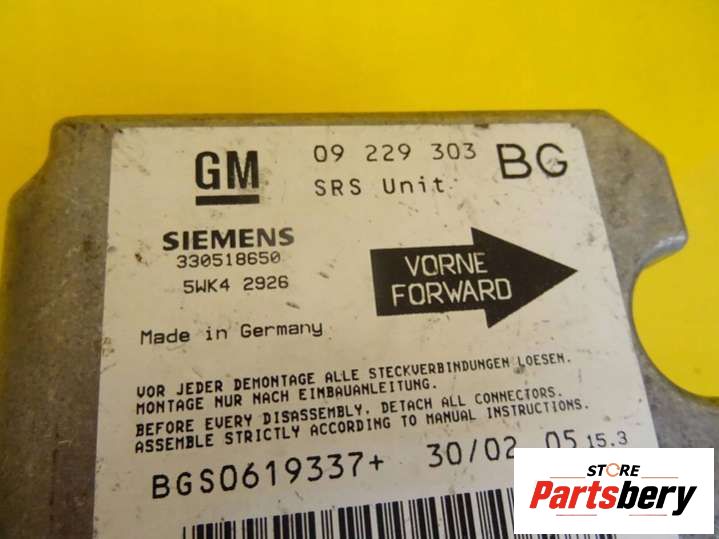 GM
09 229 303 BG
SRS Unit
SIEMENS
330518650
5WK4 2926
VORNE
FORWARD
Made in Germany
VOR JEDER DEMONTAGE ALLE STECKVERBINDUNGEN LOESEN.
MONTAGE NUR NACH EINBAUANLEITUNG.
BEFORE EVERY DISASSEMBLY, DETACH ALL CONNECTORS.
ASSEMBLE STRICTLY ACCORDING TO MANUAL INSTRUCTIONS.
BGS0619337+ 30/02 05 15.3
STORE
Partsbery